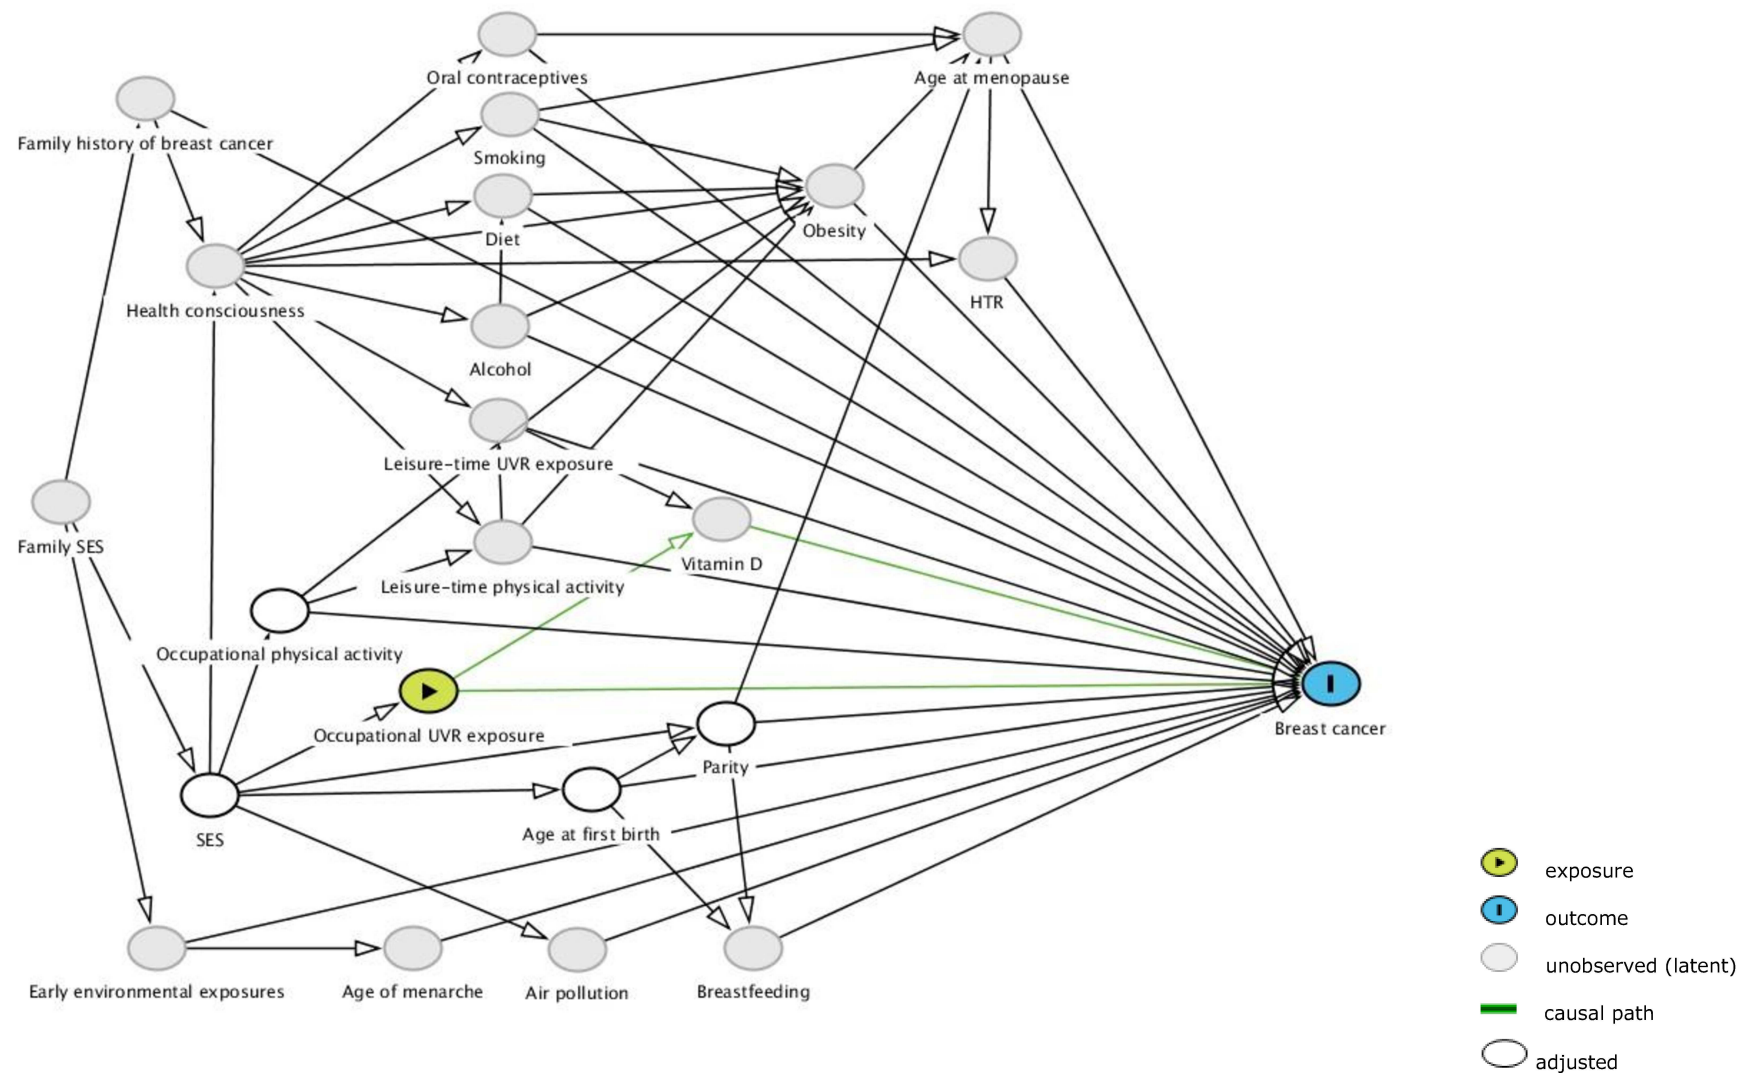 Oral contraceptives
Age at menopause
Family history of breast cancer
Smoking
Diet
Obesity
Health consciousness
HTR
Alcohol
Leisure-time UVR exposure
Family SES
Vitamin D
Leisure-time physical activity
Occupational physical activity
Occupational UVR exposure
Breast cancer
Parity
SES
Age at first birth
Early environmental exposures
Age of menarche
Air pollution
Breastfeeding
exposure
outcome
unobserved (latent)
causal path
adjusted